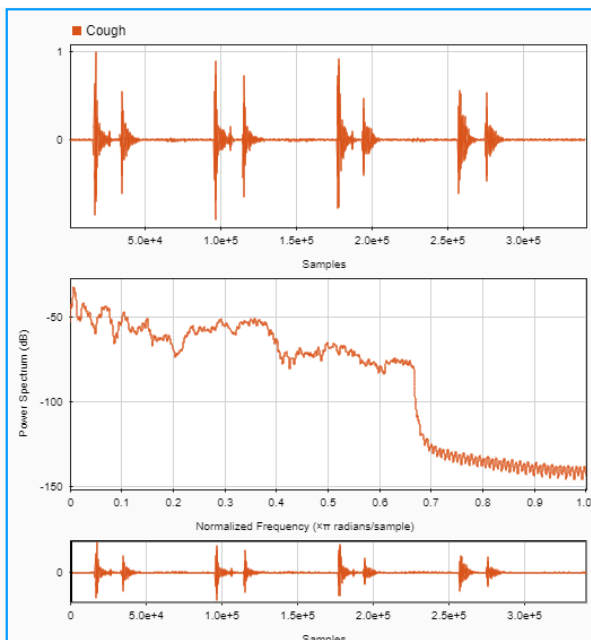 Cough
1
0
5.0e+4 1.0e+5 1.5e+5 2.0e+5 2.5e+5 3.0e+5
Samples
Power Spectrum (dB)
-50
-100
-150
0 0.1 0.2 0.3 0.4 0.5 0.6 0.7 0.8 0.9 1.0
Normalized Frequency (×π radians/sample)
0
0 5.0e+4 1.0e+5 1.5e+5 2.0e+5 2.5e+5 3.0e+5
Samples